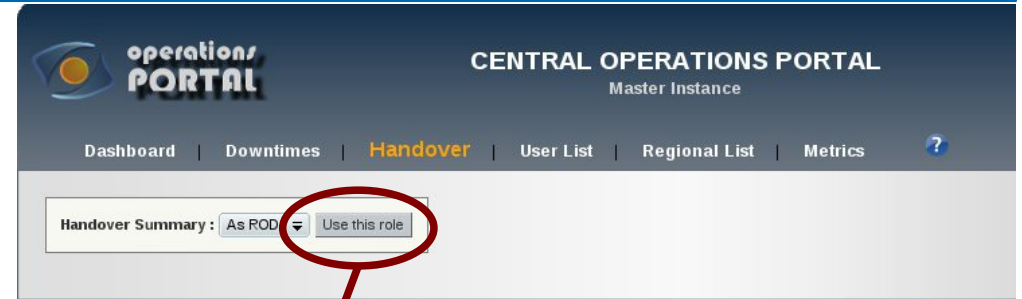 operations
PORTAL
CENTRAL OPERATIONS PORTAL
Master Instance
Dashboard | Downtimes | Handover | User List | Regional List | Metrics ?
Handover Summary : As ROD Use this role